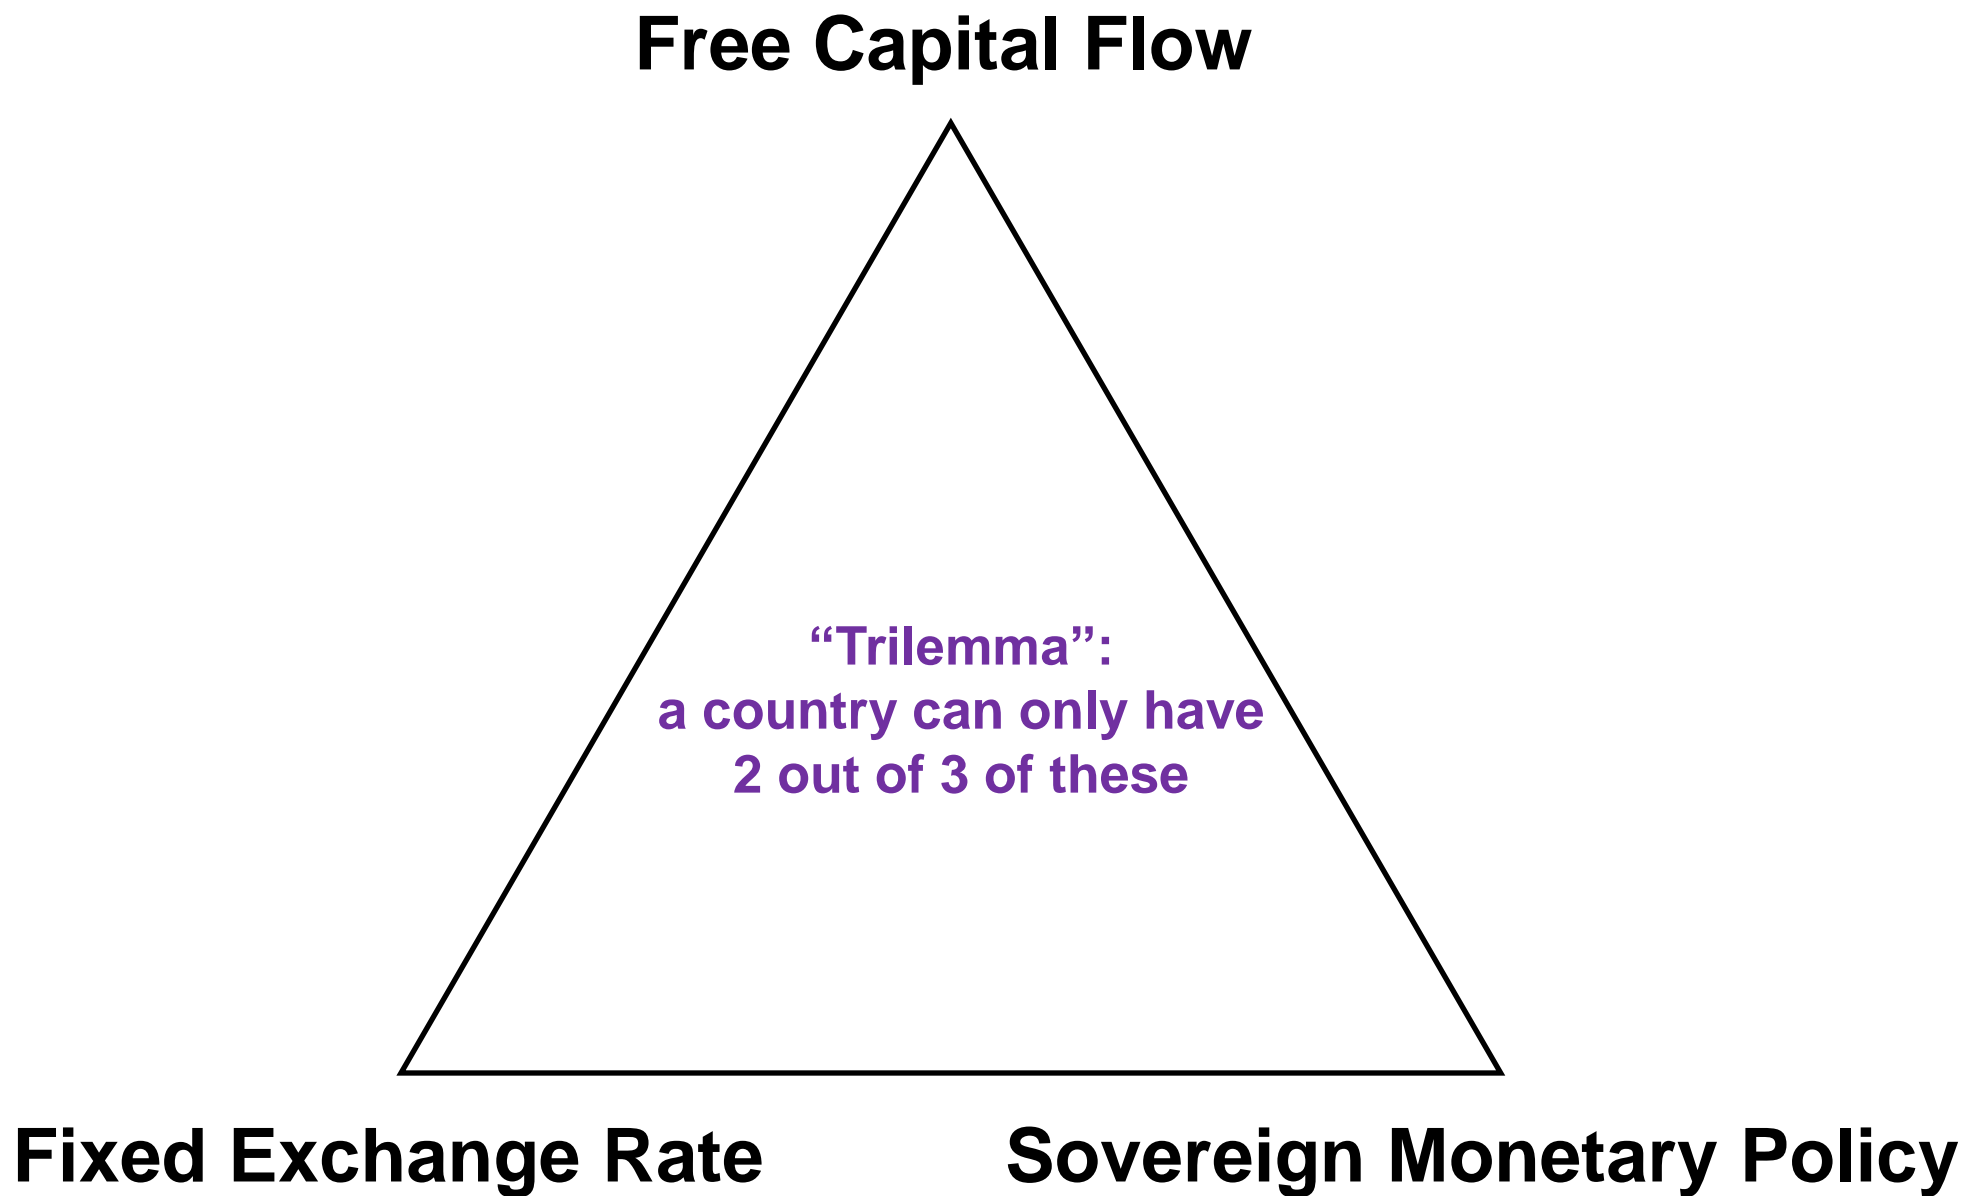 Free Capital Flow
“Trilemma”:
a country can only have
2 out of 3 of these
Fixed Exchange Rate
Sovereign Monetary Policy